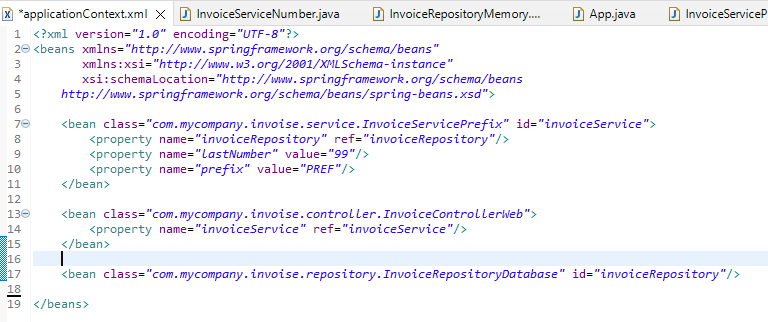 *applicationContext.xml InvoiceServiceNumber.java InvoiceRepositoryMemory.... App.java InvoiceServiceP
1 <?xml version="1.0" encoding="UTF-8"?>
2 <beans xmlns="http://www.springframework.org/schema/beans"
3 xmlns:xsi="http://www.w3.org/2001/XMLSchema-instance"
4 xsi:schemaLocation="http://www.springframework.org/schema/beans
5 http://www.springframework.org/schema/beans/spring-beans.xsd">
6
7 <bean class="com.mycompany.invoise.service.InvoiceServicePrefix" id="invoiceService">
8 <property name="invoiceRepository" ref="invoiceRepository"/>
9 <property name="lastNumber" value="99"/>
10 <property name="prefix" value="PREF"/>
11 </bean>
12
13 <bean class="com.mycompany.invoise.controller.InvoiceControllerWeb">
14 <property name="invoiceService" ref="invoiceService"/>
15 </bean>
16
17 <bean class="com.mycompany.invoise.repository.InvoiceRepositoryDatabase" id="invoiceRepository"/>
18
19 </beans>